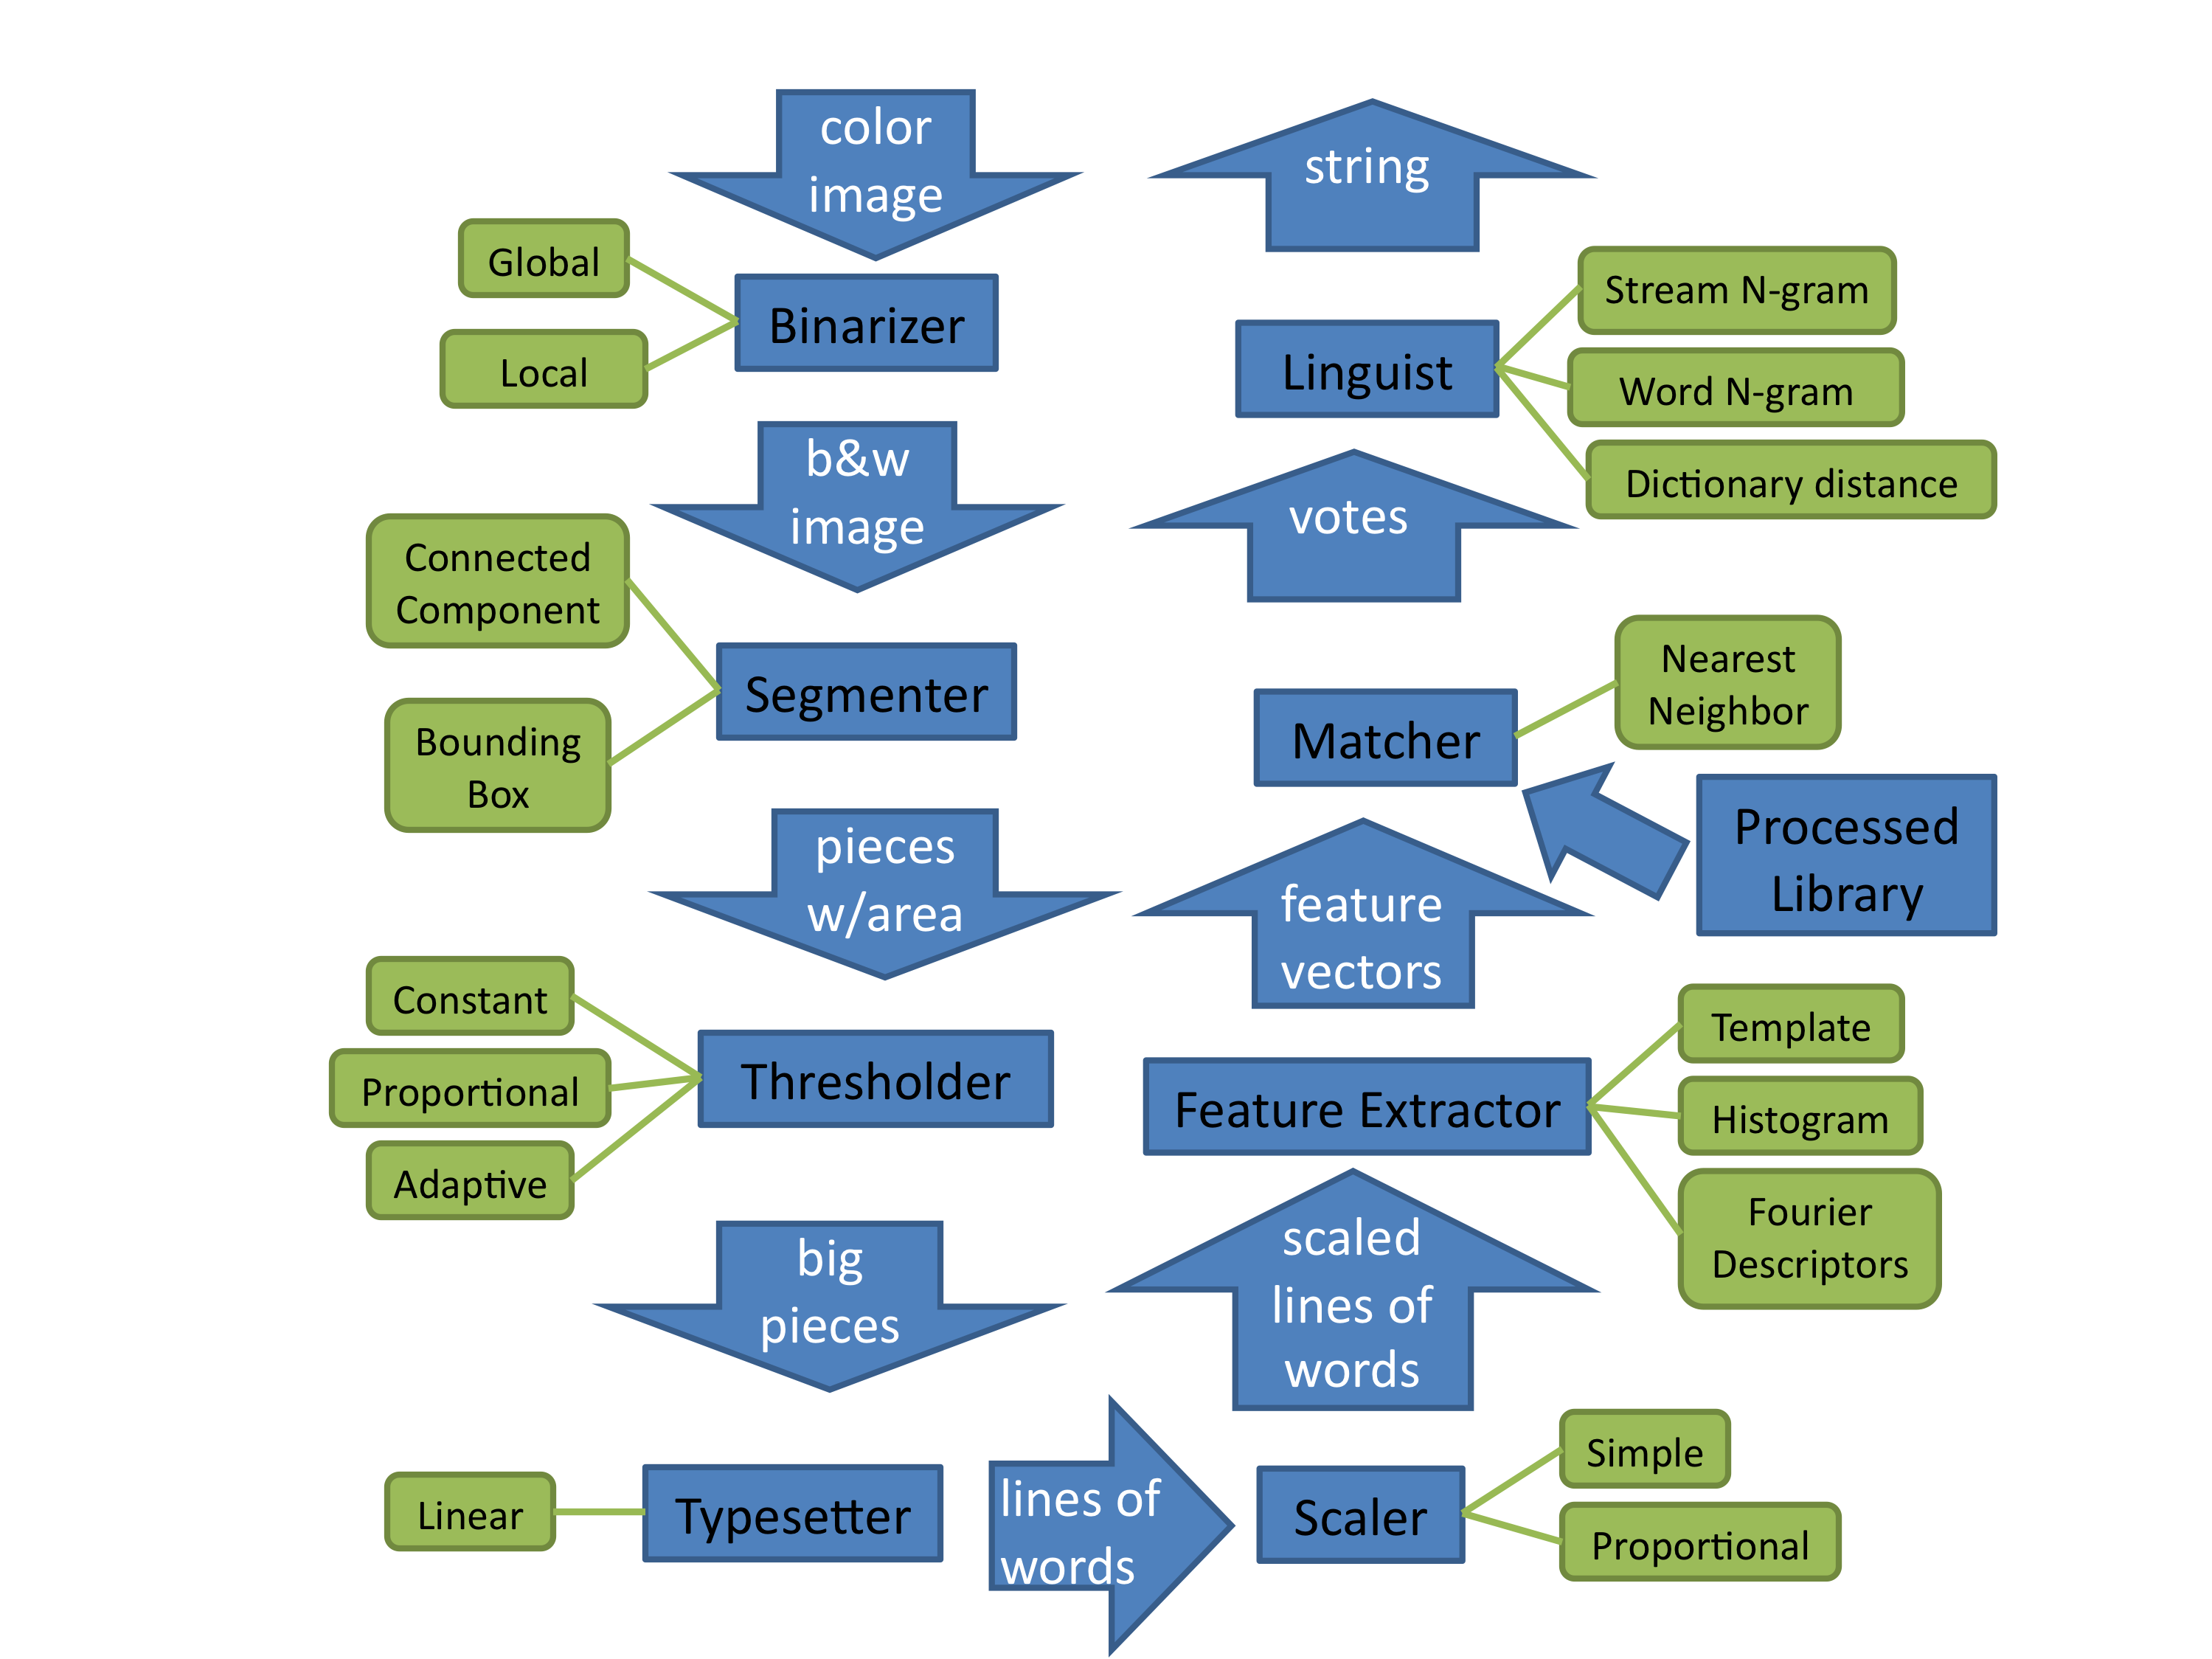 color
image
Global
Binarizer
Local
b&w
image
Connected
Component
Segmenter
Bounding
Box
pieces
w/area
Constant
Thresholder
Proportional
Adaptive
big
pieces
Linear
Typesetter
lines of
words
Scaler
Simple
Proportional
scaled
lines of
words
Feature Extractor
Template
Histogram
Fourier
Descriptors
feature
vectors
Matcher
Nearest
Neighbor
Processed
Library
votes
Linguist
Stream N-gram
Word N-gram
Dictionary distance
string